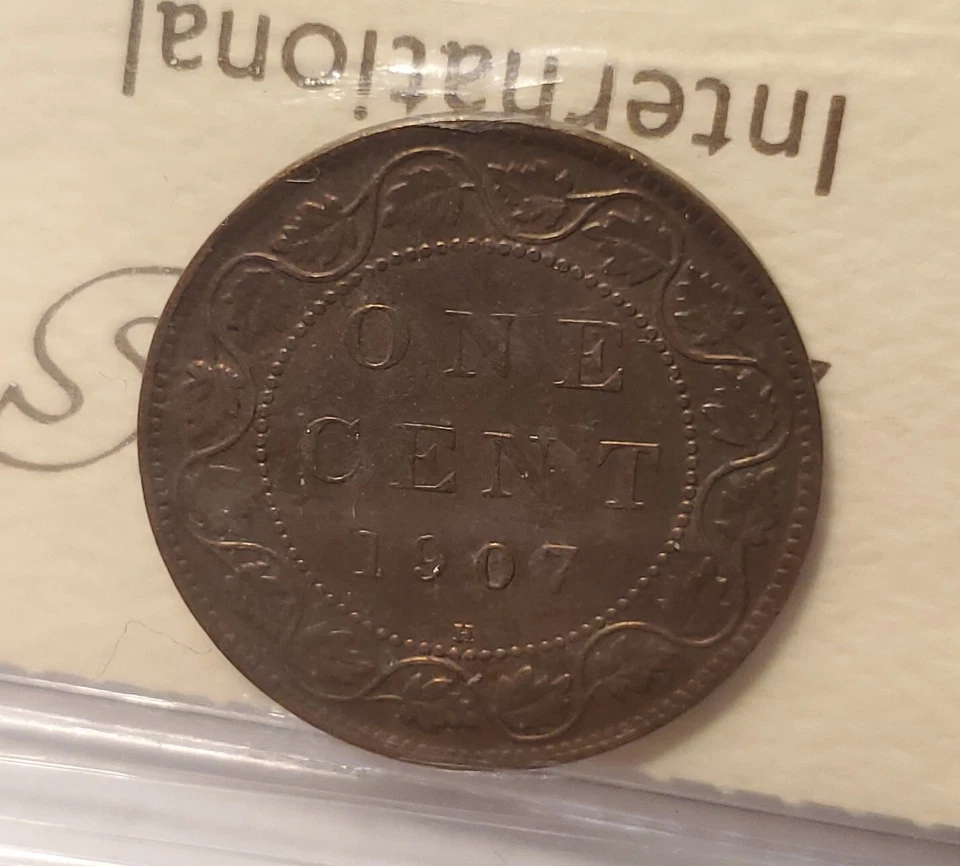 International
ONE
CENT
1907
H